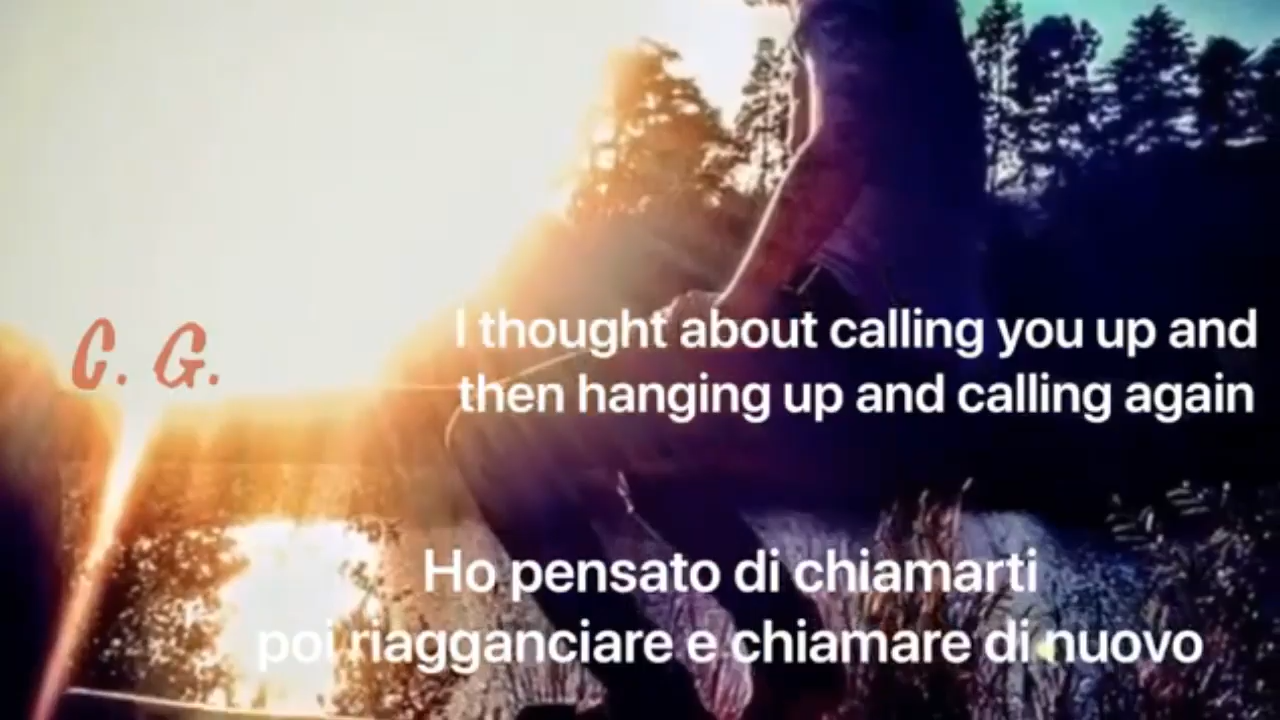 C. G.
I thought about calling you up and
then hanging up and calling again
Ho pensato di chiamarti
poi riagganciare e chiamare di nuovo